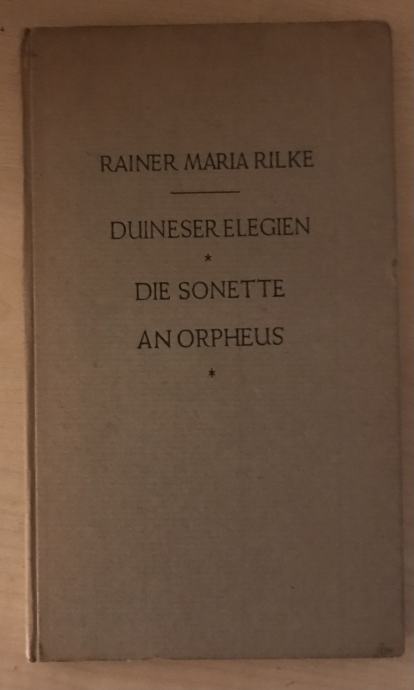 RAINER MARIA RILKE
DUINESER ELEGIEN
*
DIE SONETTE
AN ORPHEUS
*